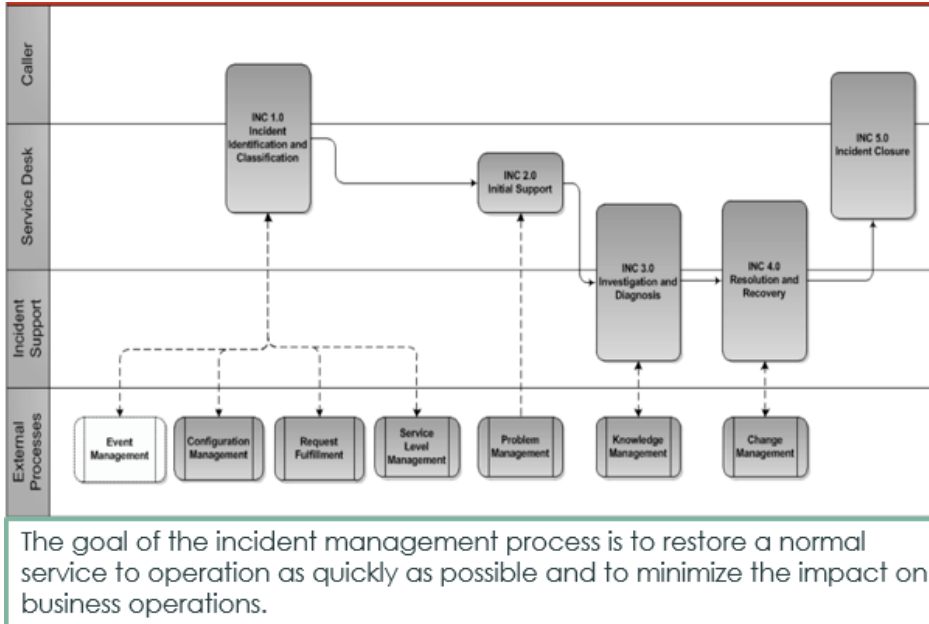 Caller
INC 1.0
Incident
Identification and
Classification
INC 5.0
Incident Closure
Service Desk
INC 2.0
Initial Support
INC 3.0
Investigation and
Diagnosis
INC 4.0
Resolution and
Recovery
Incident
Support
External
Processes
Event
Management
Configuration
Management
Request
Fulfillment
Service
Level
Management
Problem
Management
Knowledge
Management
Change
Management
The goal of the incident management process is to restore a normal
service to operation as quickly as possible and to minimize the impact on
business operations.